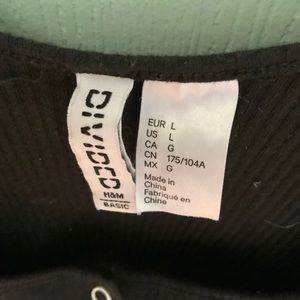 DIVIDED
H&M
BASIC
EUR L
US L
CA G
CN 175/104A
MX G
Made in
China
Fabriqué en
Chine